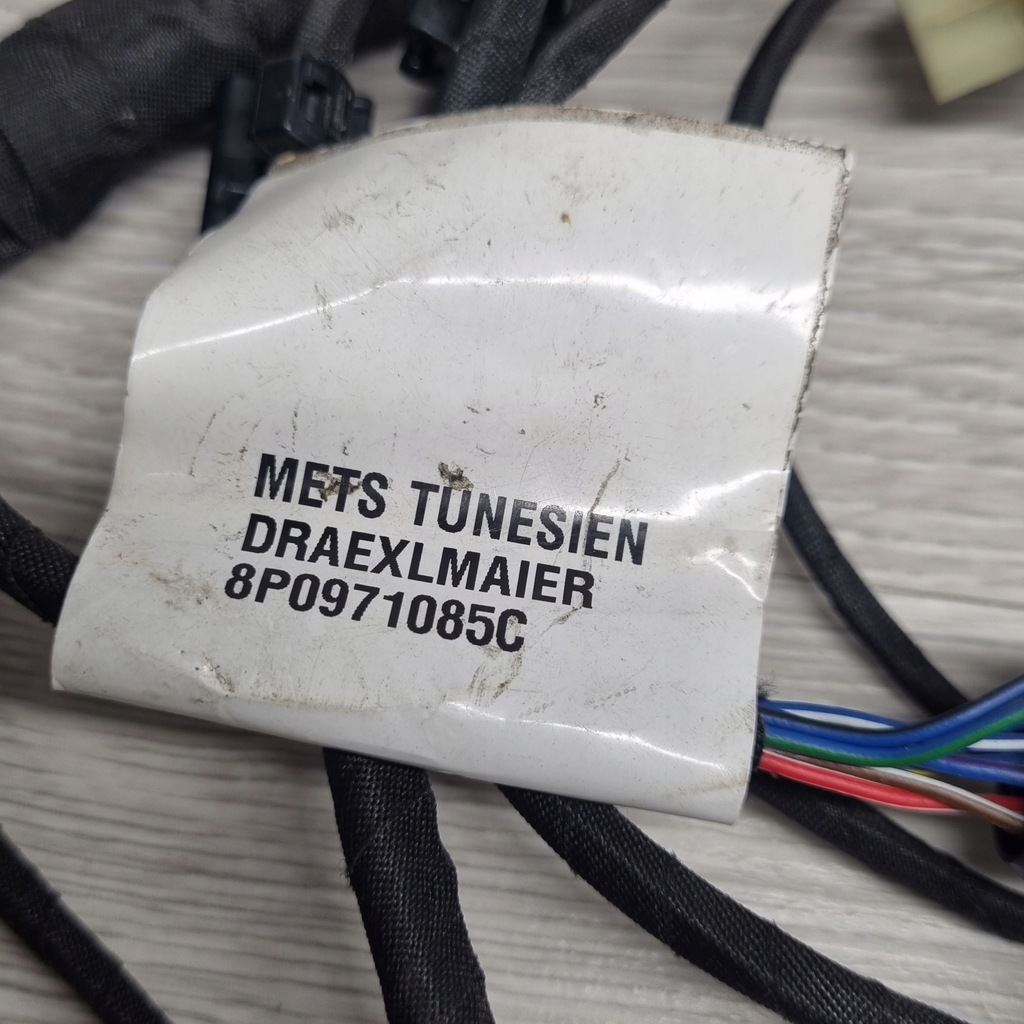 METS TUNESIEN
DRAEXLMAIER
8P0971085C